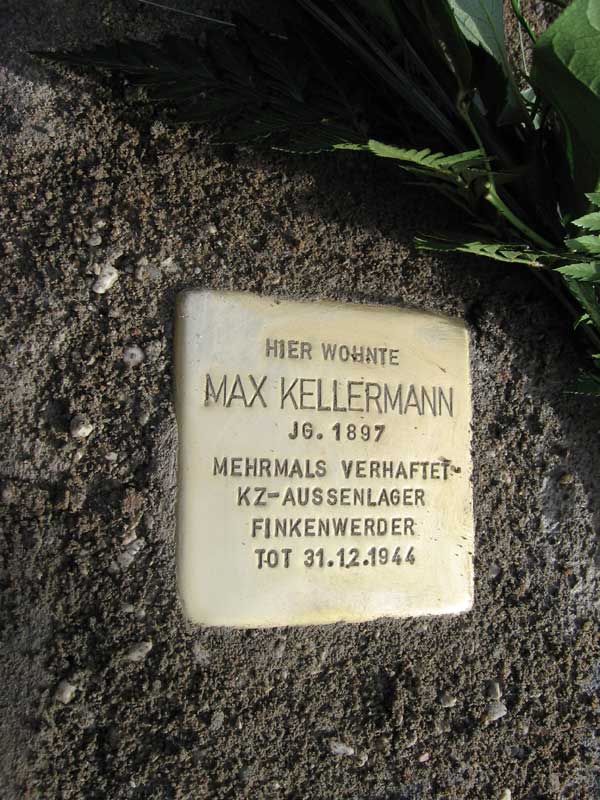 HIER WOHNTE
MAX KELLERMANN
JG. 1897
MEHRMALS VERHAFTET
KZ-AUSSENLAGER
FINKENWERDER
TOT 31.12.1944